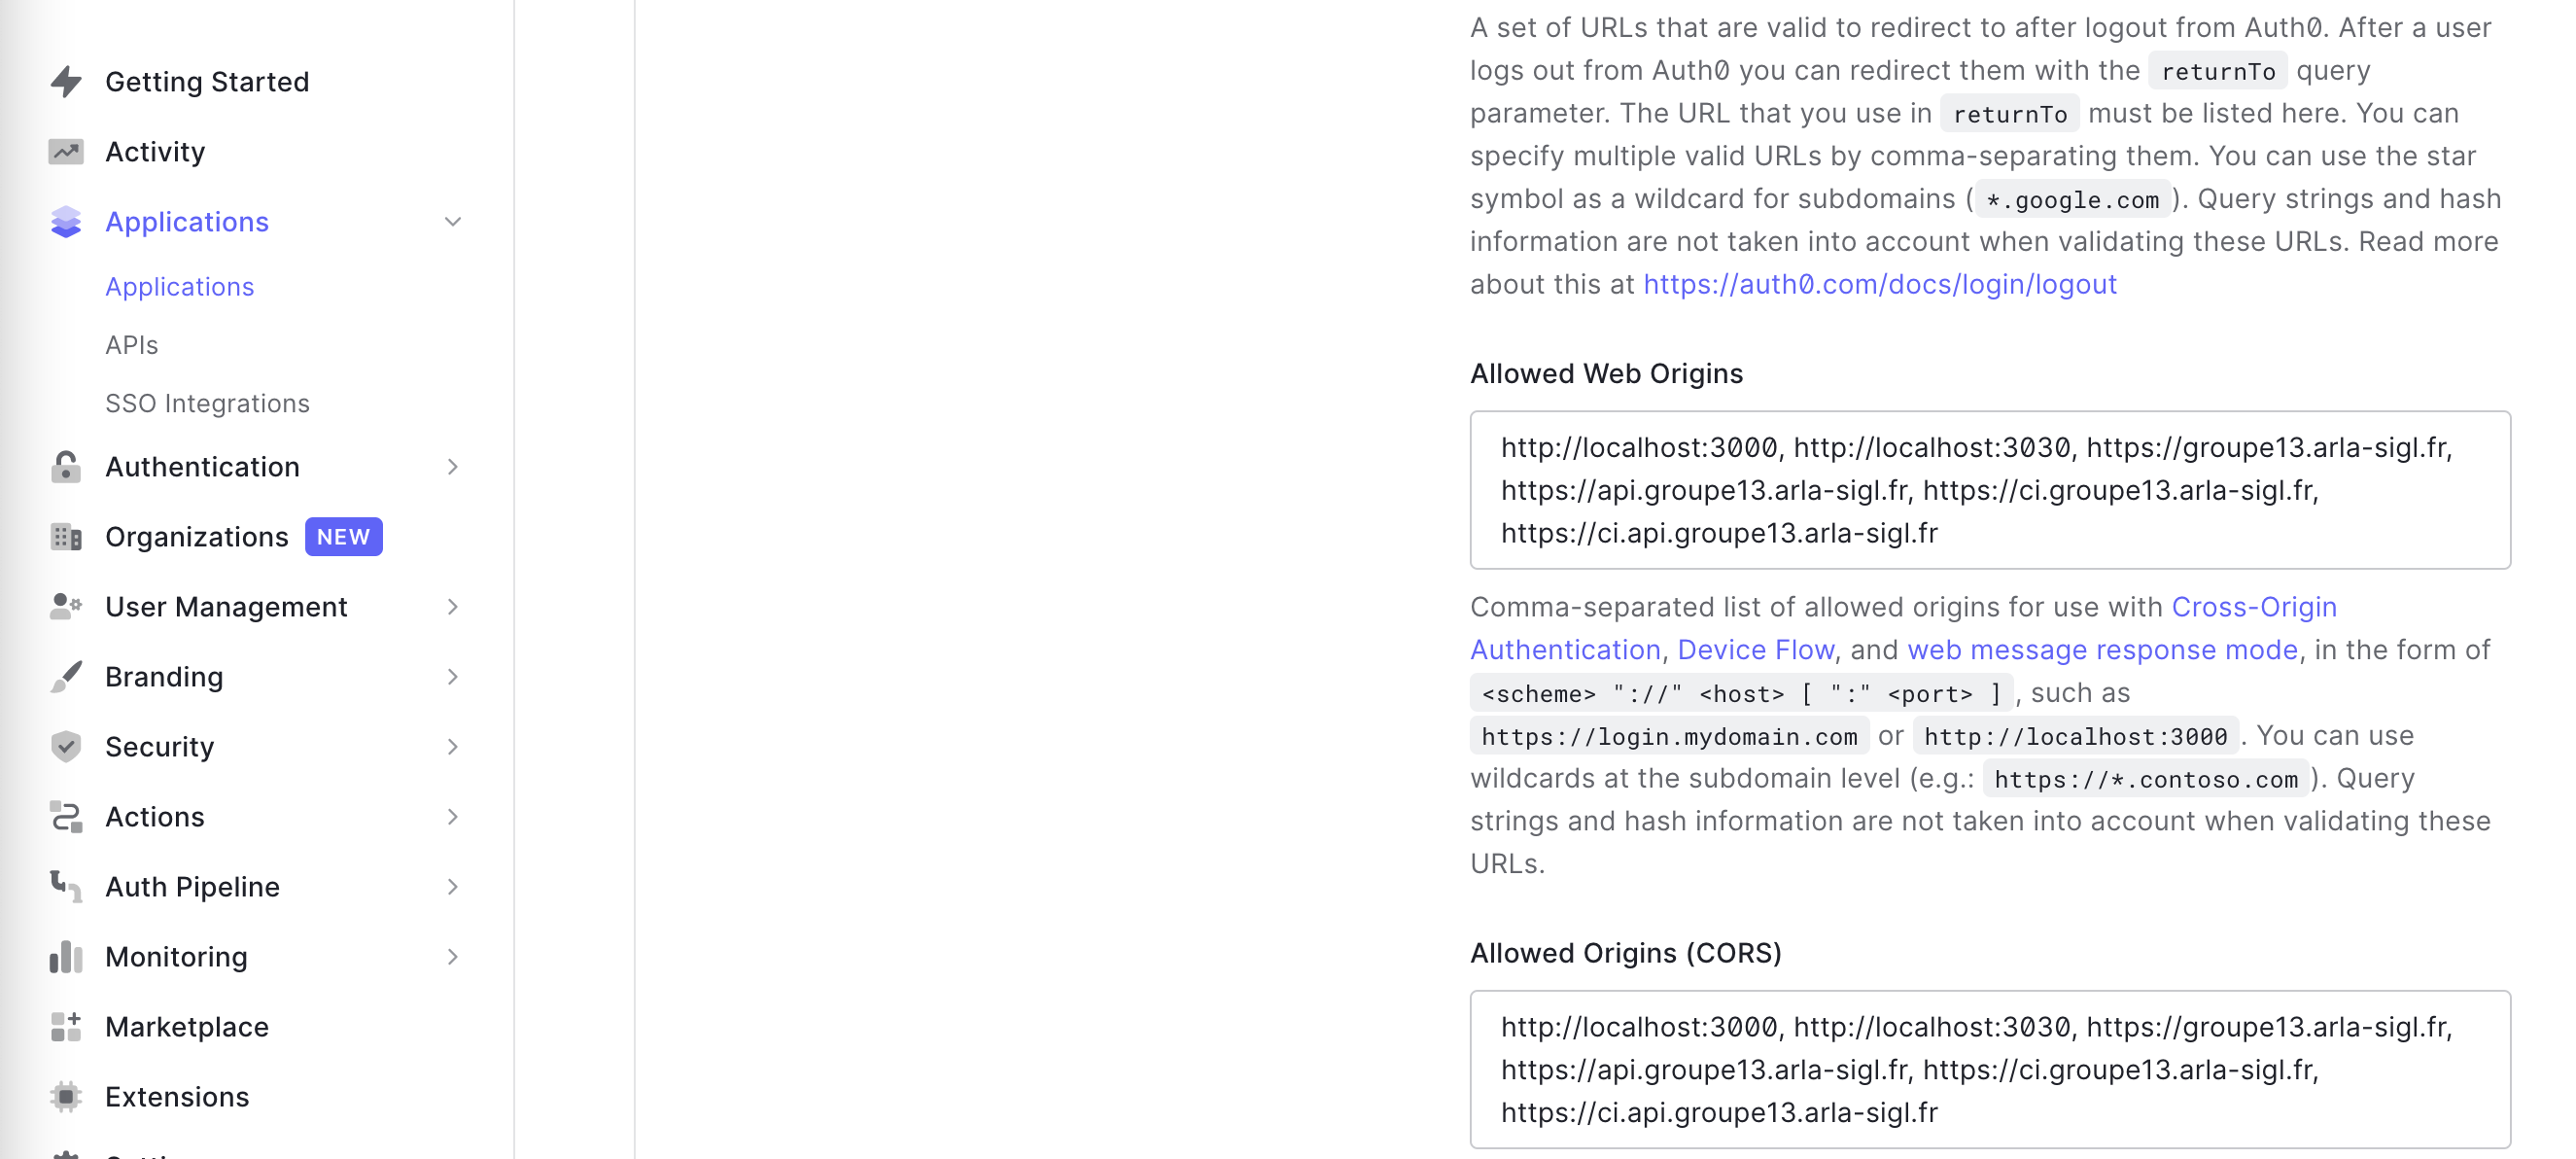 Getting Started
Activity
Applications
Applications
APIs
SSO Integrations
Authentication
Organizations NEW
User Management
Branding
Security
Actions
Auth Pipeline
Monitoring
Marketplace
Extensions
A set of URLs that are valid to redirect to after logout from Auth0. After a user
logs out from Auth0 you can redirect them with the returnTo query
parameter. The URL that you use in returnTo must be listed here. You can
specify multiple valid URLs by comma-separating them. You can use the star
symbol as a wildcard for subdomains ( *.google.com ). Query strings and hash
information are not taken into account when validating these URLs. Read more
about this at https://auth0.com/docs/login/logout
Allowed Web Origins
http://localhost:3000, http://localhost:3030, https://groupe13.arla-sigl.fr,
https://api.groupe13.arla-sigl.fr, https://ci.groupe13.arla-sigl.fr,
https://ci.api.groupe13.arla-sigl.fr
Comma-separated list of allowed origins for use with Cross-Origin
Authentication, Device Flow, and web message response mode, in the form of
<scheme> "://" <host> [ ":" <port> ] , such as
https://login.mydomain.com or http://localhost:3000 . You can use
wildcards at the subdomain level (e.g.: https://*.contoso.com ). Query
strings and hash information are not taken into account when validating these
URLs.
Allowed Origins (CORS)
http://localhost:3000, http://localhost:3030, https://groupe13.arla-sigl.fr,
https://api.groupe13.arla-sigl.fr, https://ci.groupe13.arla-sigl.fr,
https://ci.api.groupe13.arla-sigl.fr